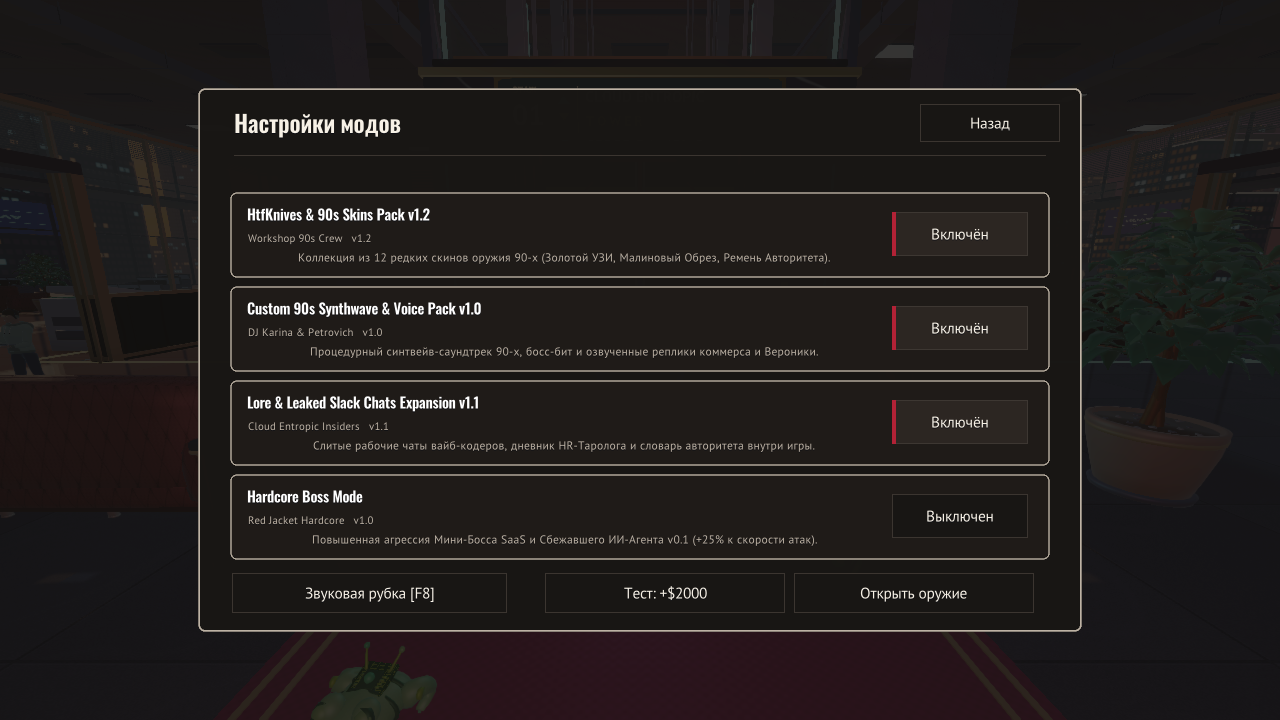 Настройки модов
Назад
HtfKnives & 90s Skins Pack v1.2
Workshop 90s Crew v1.2
Коллекция из 12 редких скинов оружия 90-х (Золотой УЗИ, Малиновый Обрез, Ремень Авторитета).
Включён
Custom 90s Synthwave & Voice Pack v1.0
DJ Karina & Petrovich v1.0
Процедурный синтвейв-саундтрек 90-х, босс-бит и озвученные реплики коммерса и Вероники.
Включён
Lore & Leaked Slack Chats Expansion v1.1
Cloud Entropic Insiders v1.1
Слитые рабочие чаты вайб-кодеров, дневник HR-Таролога и словарь авторитета внутри игры.
Включён
Hardcore Boss Mode
Red Jacket Hardcore v1.0
Повышенная агрессия Мини-Босса SaaS и Сбежавшего ИИ-Агента v0.1 (+25% к скорости атак).
Выключен
Звуковая рубка [F8]
Тест: +$2000
Открыть оружие